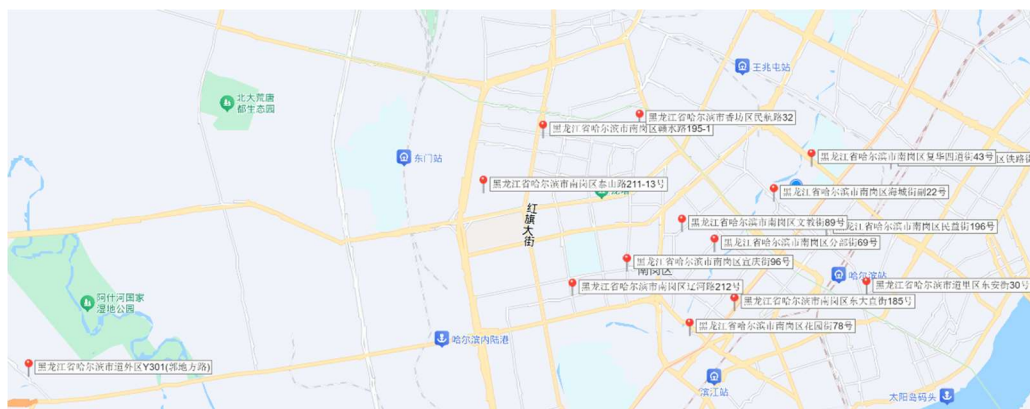 王兆屯站
北大荒唐
都生态园
黑龙江省哈尔滨市香坊区民航路32
黑龙江省哈尔滨市南岗区赣水路195-1
东门站
黑龙江省哈尔滨市南岗区复华四道街43号
区铁路街
黑龙江省哈尔滨市南岗区泰山路211-13号
黑龙江省哈尔滨市南岗区海城街副22号
红旗大街
黑龙江省哈尔滨市南岗区文教街89号
黑龙江省哈尔滨市南岗区民益街196号
黑龙江省哈尔滨市南岗区分部街69号
黑龙江省哈尔滨市南岗区宣庆街96号
南岗区
哈尔滨站
黑龙江省哈尔滨市南岗区辽河路212号
黑龙江省哈尔滨市道里区东安街30号
阿什河国家
湿地公园
黑龙江省哈尔滨市南岗区东大直街185号
黑龙江省哈尔滨市南岗区花园街78号
哈尔滨内陆港
黑龙江省哈尔滨市道外区Y301(郭地方路)
滨江站
太阳岛码头